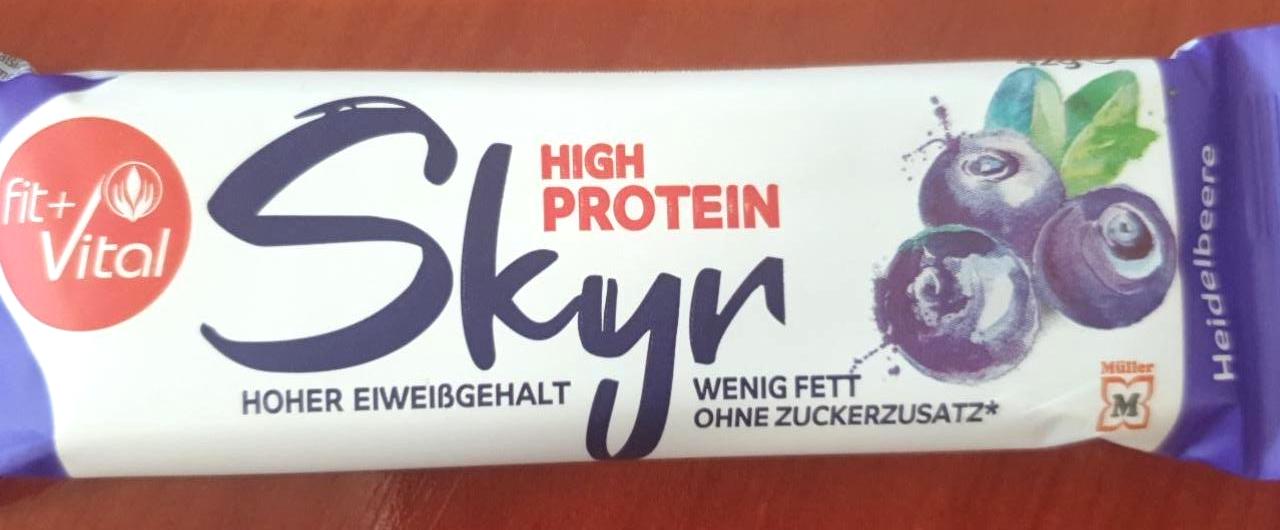 fit+
Vital
Skyr
HIGH
PROTEIN
HOHER EIWEIßGEHALT
WENIG FETT
OHNE ZUCKERZUSATZ*
Müller
M
Heidelbeere